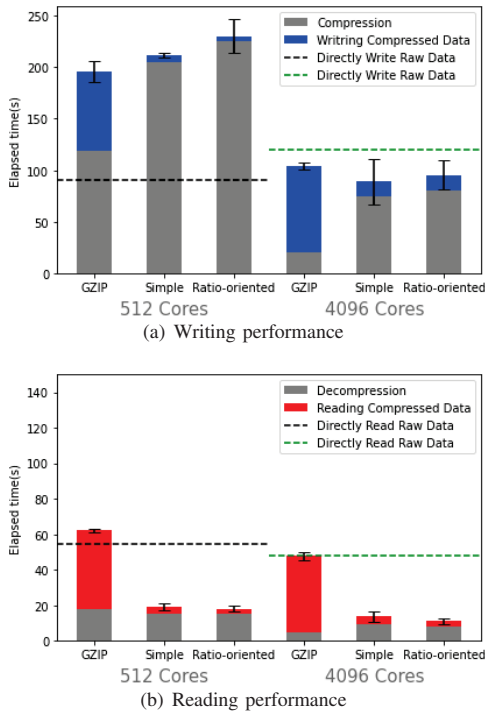 250
200
150
100
50
0
Elapsed time(s)
Compression
Writring Compressed Data
Directly Write Raw Data
Directly Write Raw Data
GZIP Simple Ratio-oriented GZIP Simple Ratio-oriented
512 Cores 4096 Cores
(a) Writing performance
140
120
100
80
60
40
20
0
Elapsed time(s)
Decompression
Reading Compressed Data
Directly Read Raw Data
Directly Read Raw Data
GZIP Simple Ratio-oriented GZIP Simple Ratio-oriented
512 Cores 4096 Cores
(b) Reading performance